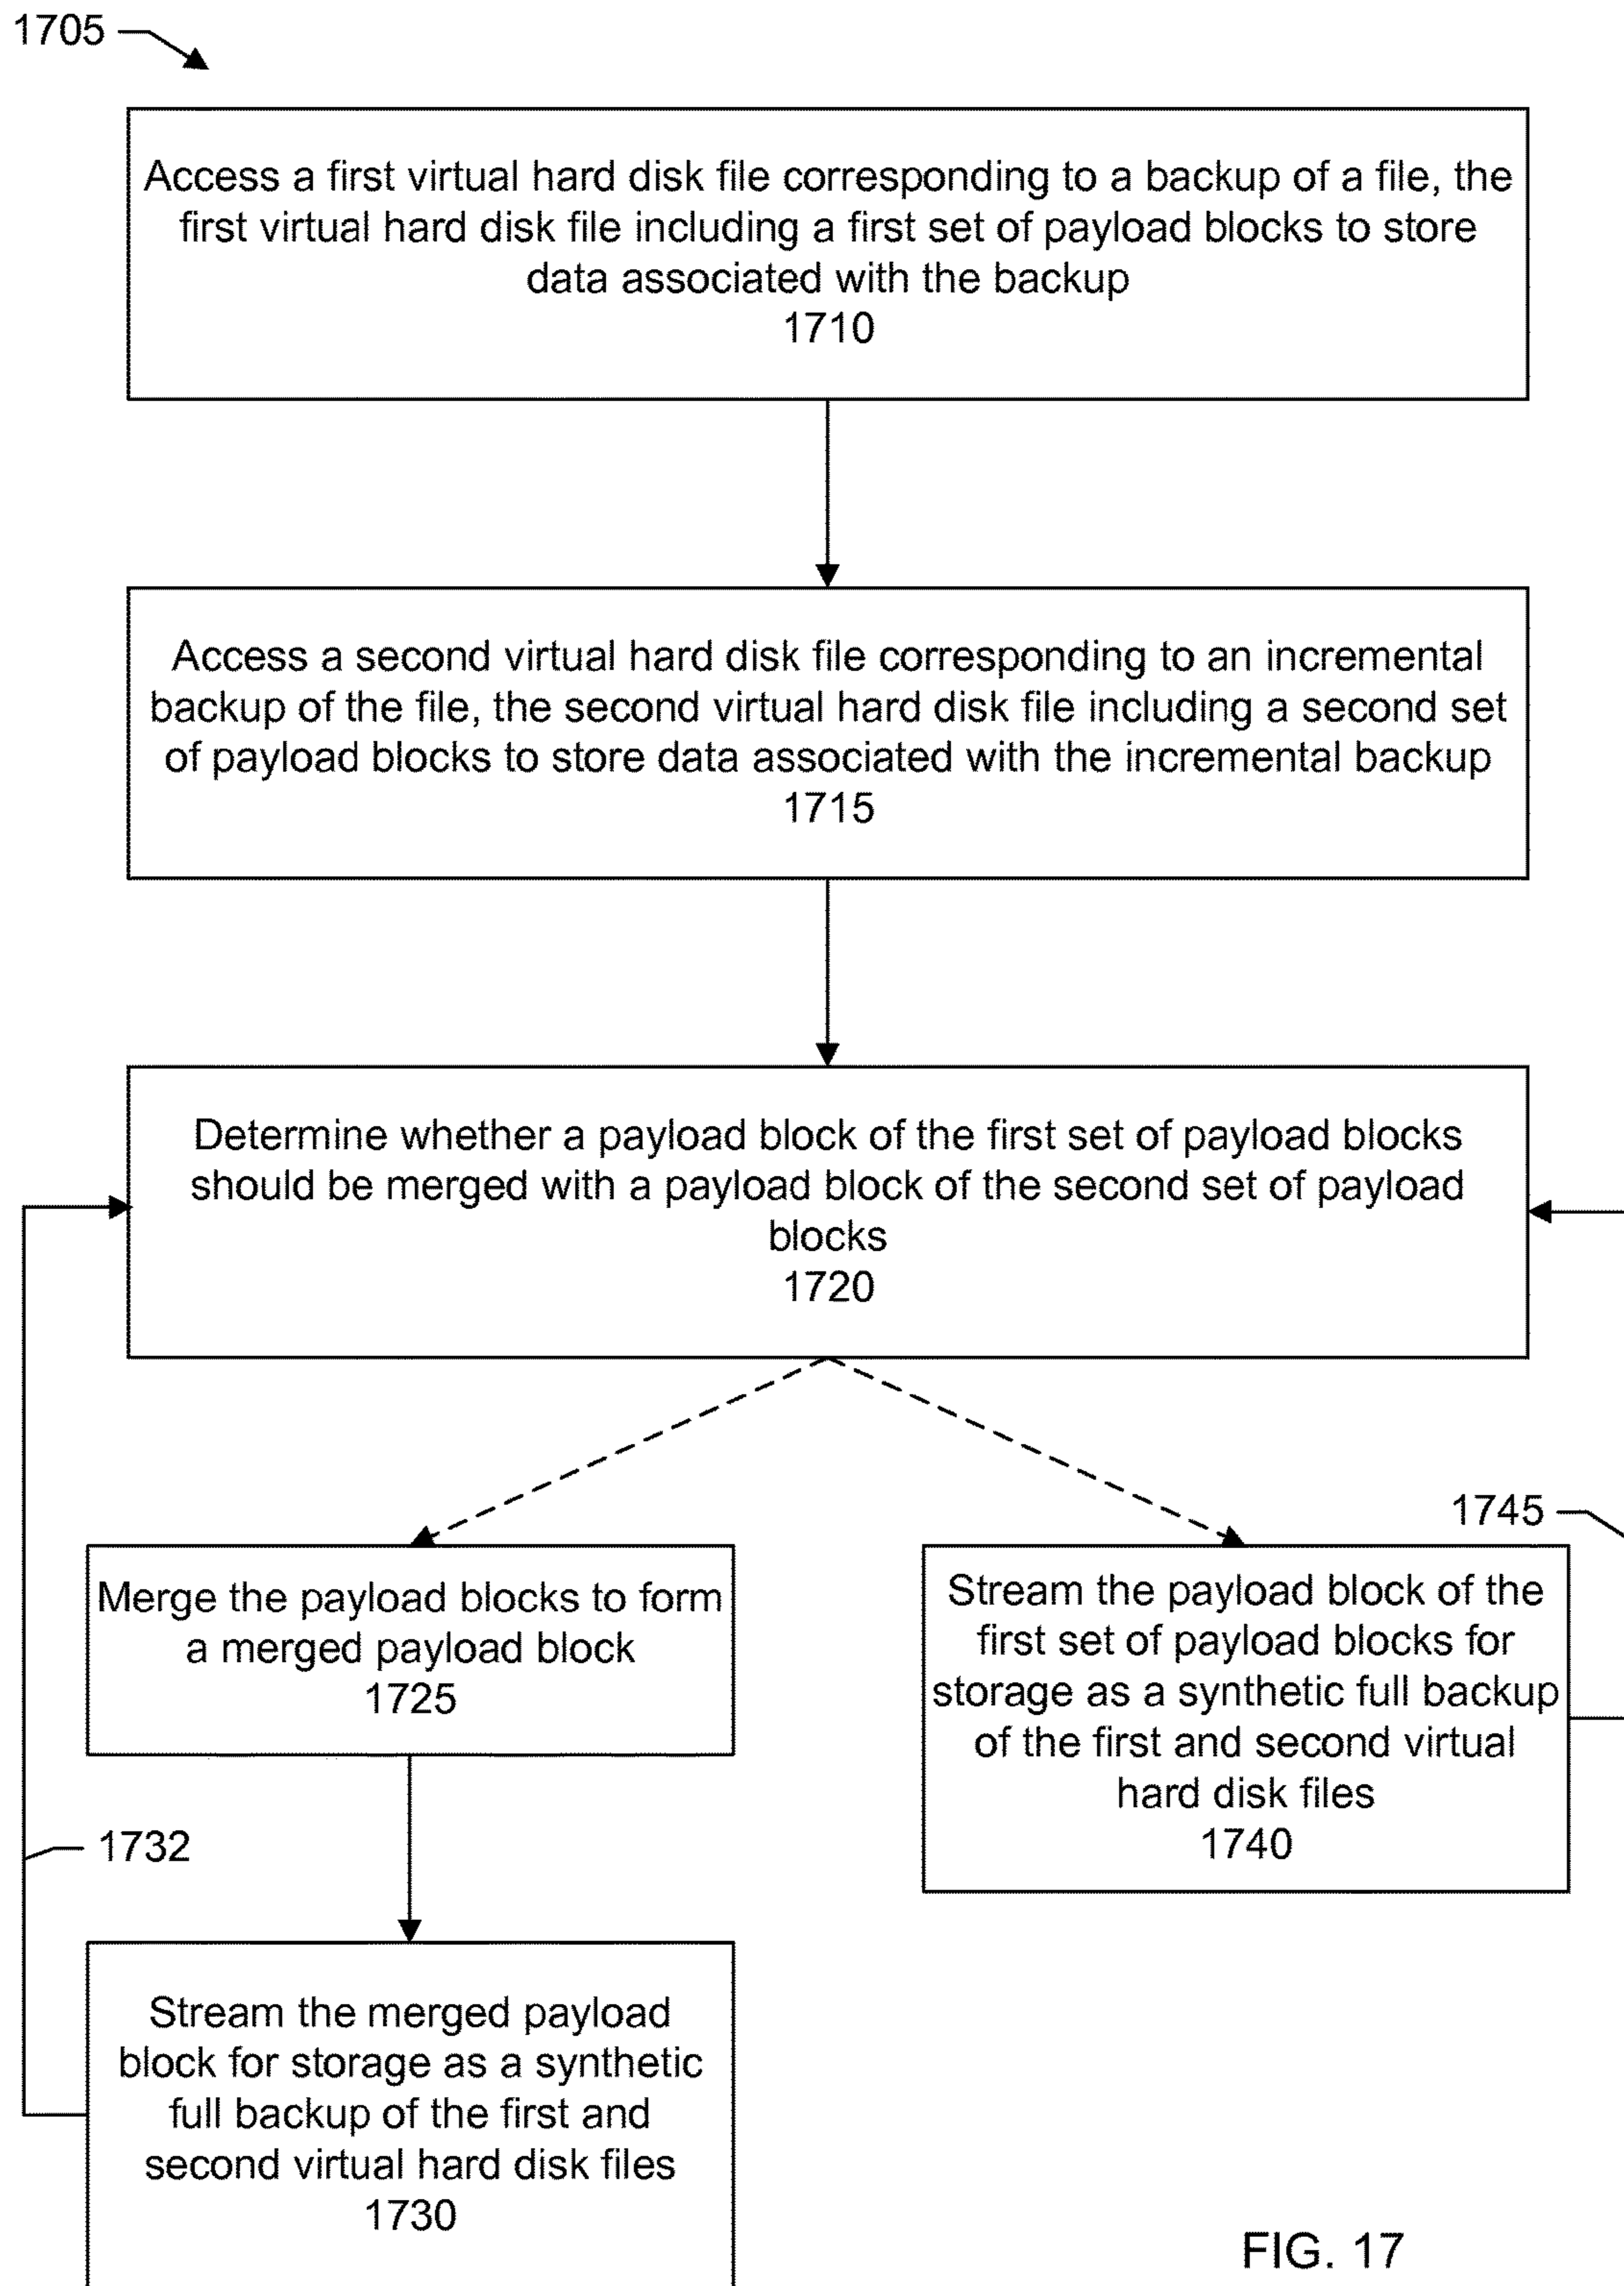 1705
Access a first virtual hard disk file corresponding to a backup of a file, the
first virtual hard disk file including a first set of payload blocks to store
data associated with the backup
1710
Access a second virtual hard disk file corresponding to an incremental
backup of the file, the second virtual hard disk file including a second set
of payload blocks to store data associated with the incremental backup
1715
Determine whether a payload block of the first set of payload blocks
should be merged with a payload block of the second set of payload
blocks
1720
Merge the payload blocks to form
a merged payload block
1725
1745
Stream the payload block of the
first set of payload blocks for
storage as a synthetic full backup
of the first and second virtual
hard disk files
1740
1732
Stream the merged payload
block for storage as a synthetic
full backup of the first and
second virtual hard disk files
1730
FIG. 17